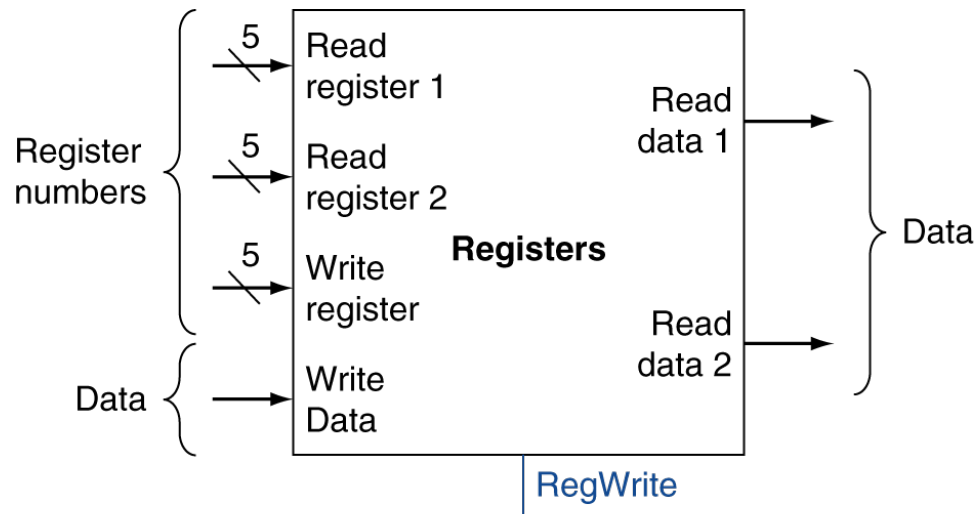 5
Read
register 1
5
Read
register 2
5
Write
register
Write
Data
Register
numbers
Data
Registers
Read
data 1
Read
data 2
Data
RegWrite